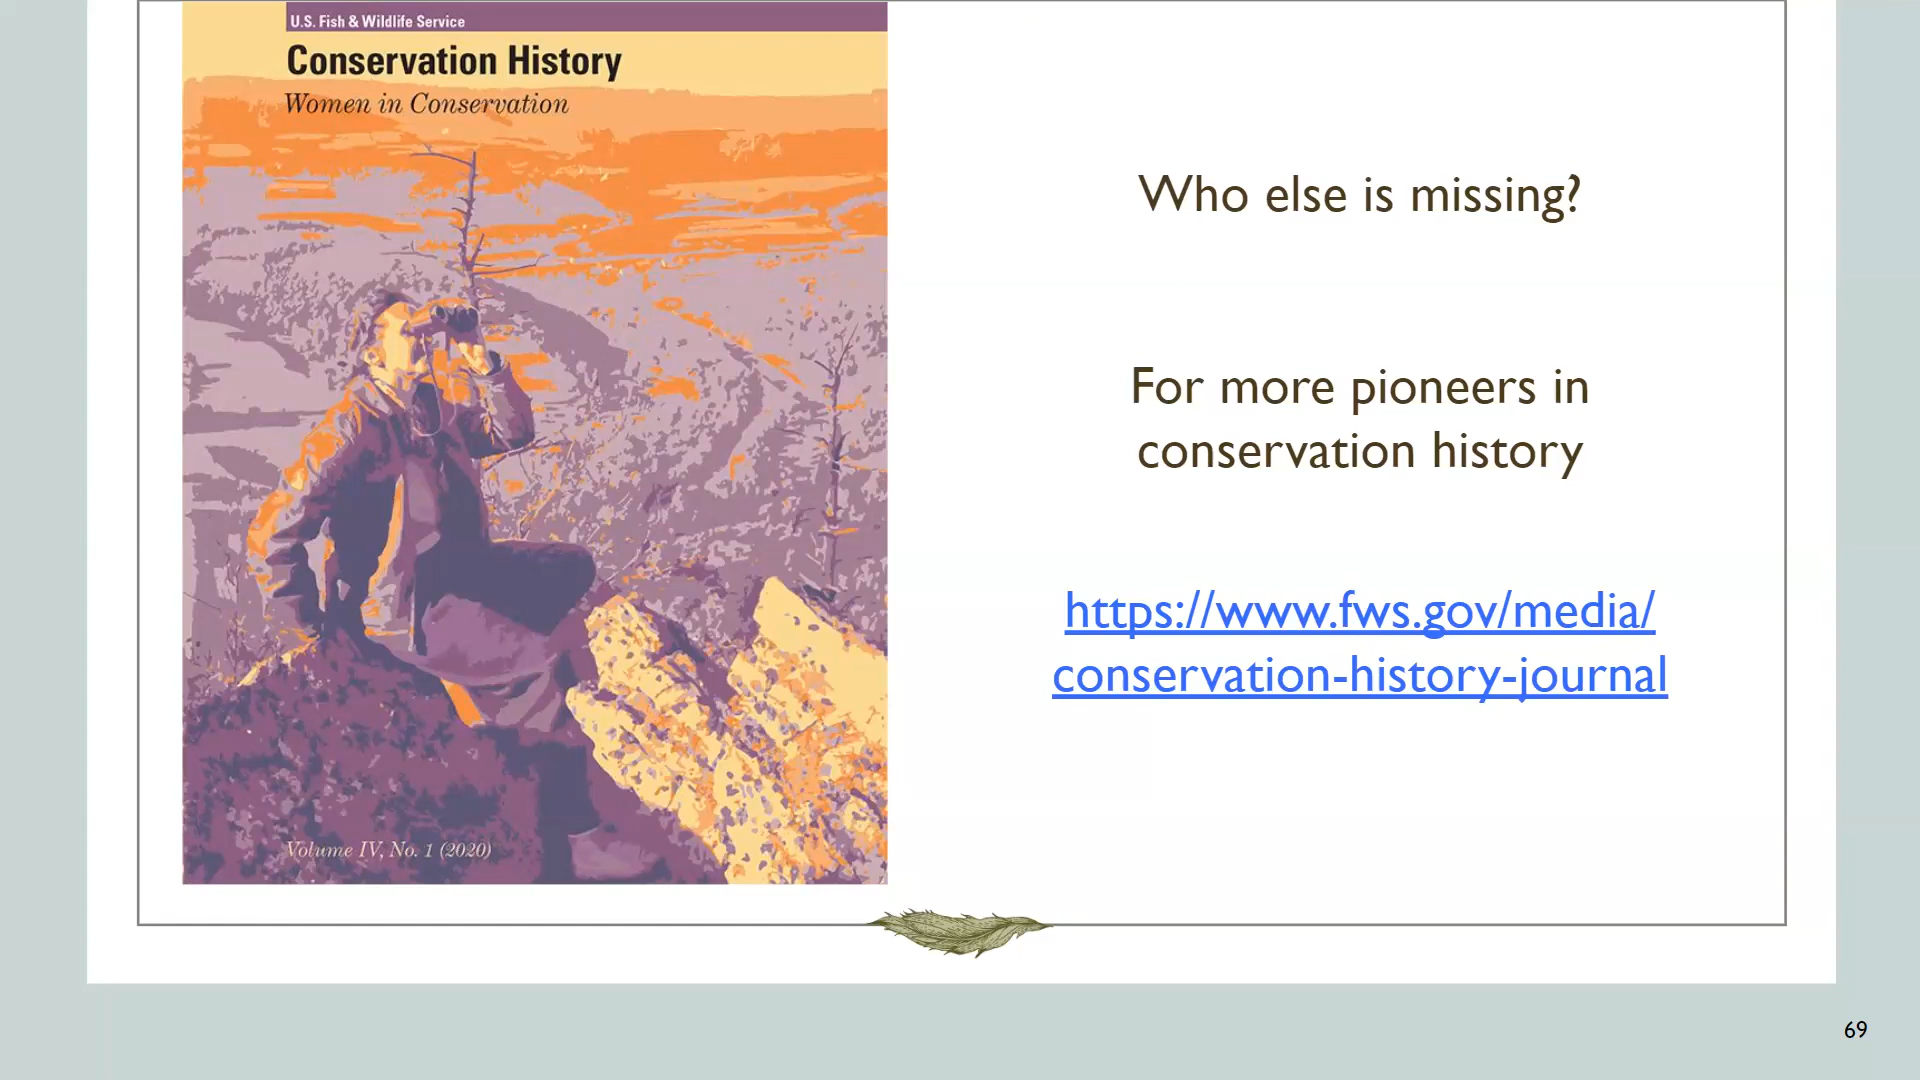 U.S. Fish & Wildlife Service
Conservation History
Women in Conservation
Volume IV, No. 1 (2020)
Who else is missing?
For more pioneers in
conservation history
https://www.fws.gov/media/
conservation-history-journal
69